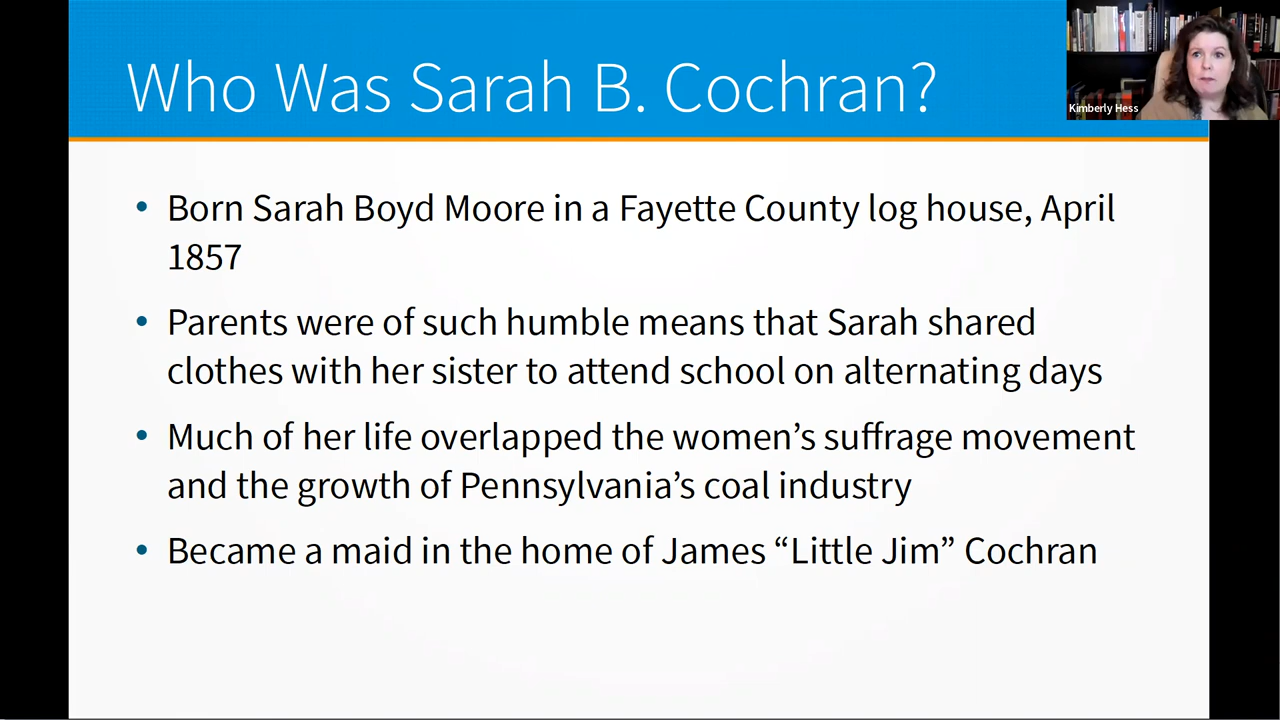 Who Was Sarah B. Cochran?
Kimberly Hess
• Born Sarah Boyd Moore in a Fayette County log house, April
1857
• Parents were of such humble means that Sarah shared
clothes with her sister to attend school on alternating days
• Much of her life overlapped the women’s suffrage movement
and the growth of Pennsylvania’s coal industry
• Became a maid in the home of James “Little Jim” Cochran